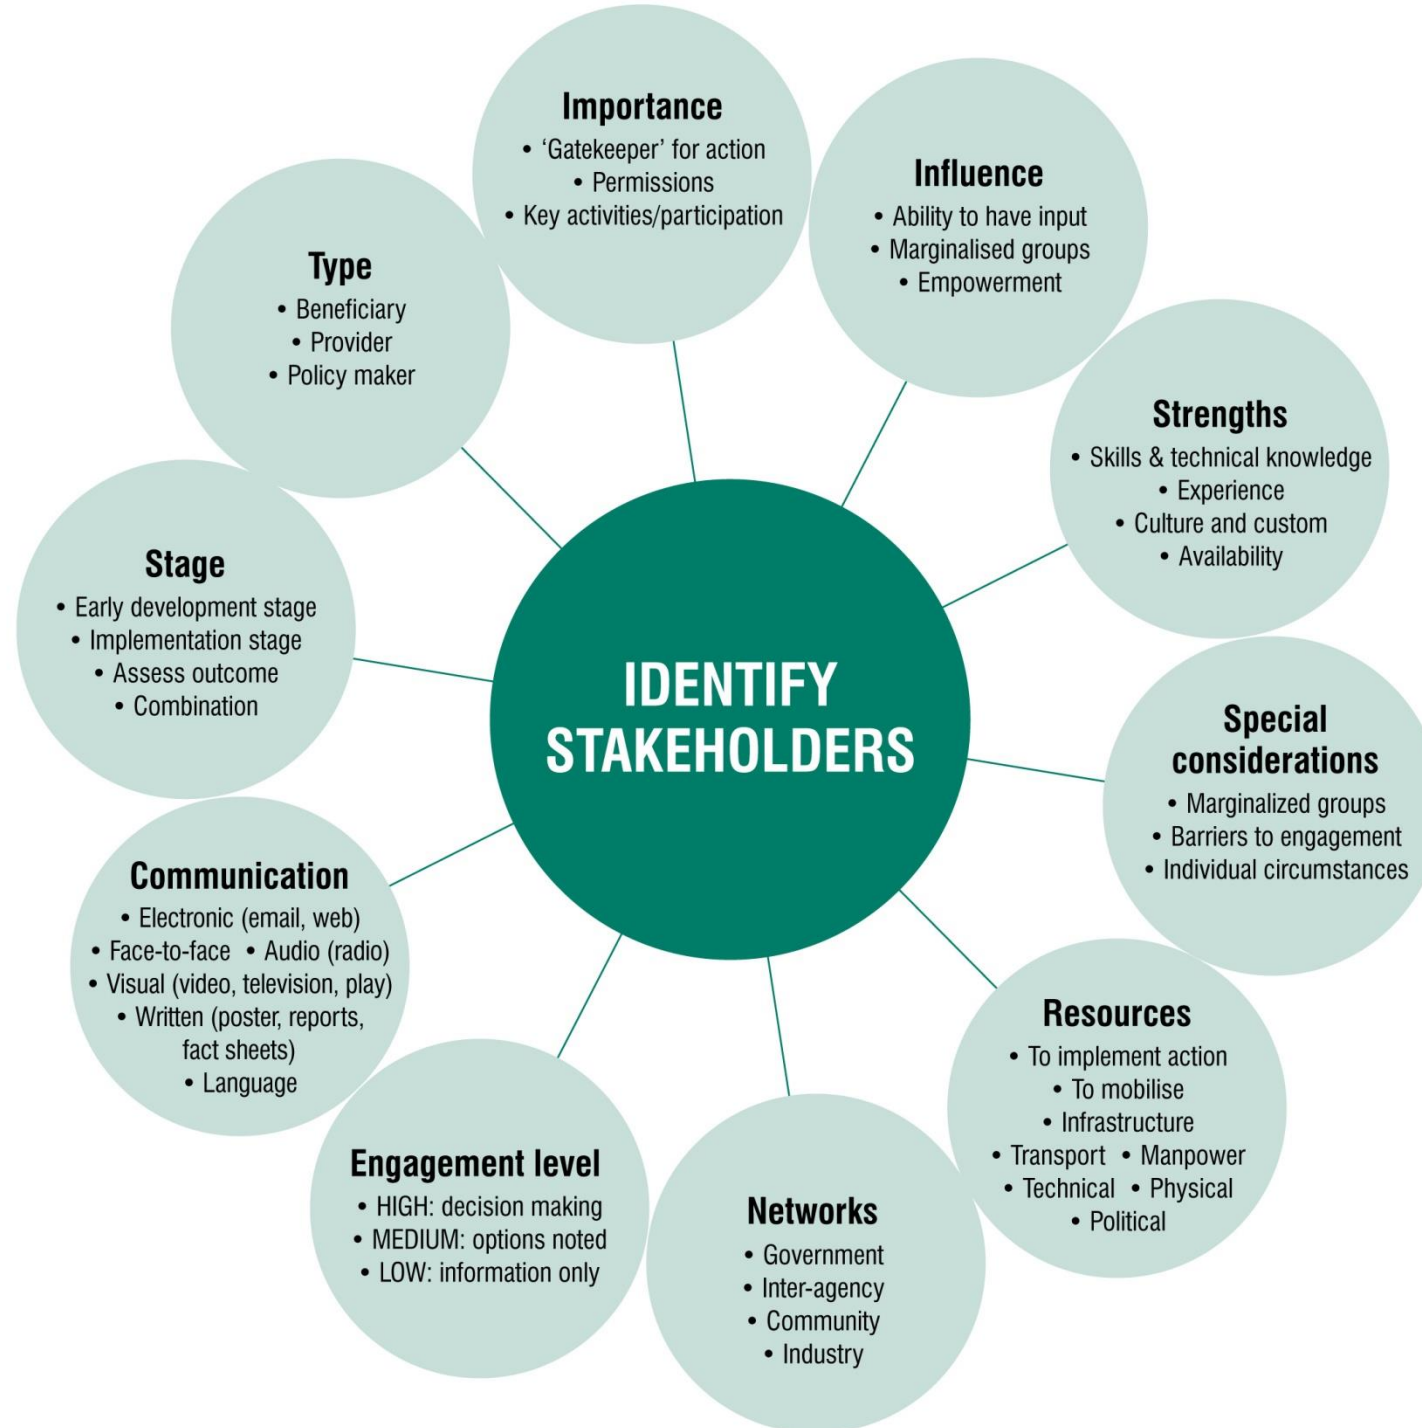 Importance
• ‘Gatekeeper’ for action
• Permissions
• Key activities/participation
Influence
• Ability to have input
• Marginalised groups
• Empowerment
Strengths
• Skills & technical knowledge
• Experience
• Culture and custom
• Availability
Special
considerations
• Marginalized groups
• Barriers to engagement
• Individual circumstances
Resources
• To implement action
• To mobilise
• Infrastructure
• Transport • Manpower
• Technical • Physical
• Political
Networks
• Government
• Inter-agency
• Community
• Industry
Engagement level
• HIGH: decision making
• MEDIUM: options noted
• LOW: information only
Communication
• Electronic (email, web)
• Face-to-face • Audio (radio)
• Visual (video, television, play)
• Written (poster, reports,
fact sheets)
• Language
Stage
• Early development stage
• Implementation stage
• Assess outcome
• Combination
Type
• Beneficiary
• Provider
• Policy maker
IDENTIFY
STAKEHOLDERS